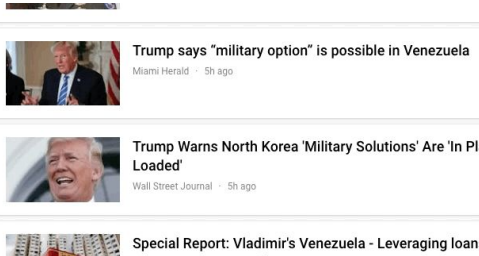 Trump says “military option” is possible in Venezuela
Miami Herald · 5h ago
Trump Warns North Korea 'Military Solutions' Are 'In Pl
Loaded'
Wall Street Journal · 5h ago
Special Report: Vladimir's Venezuela - Leveraging loan